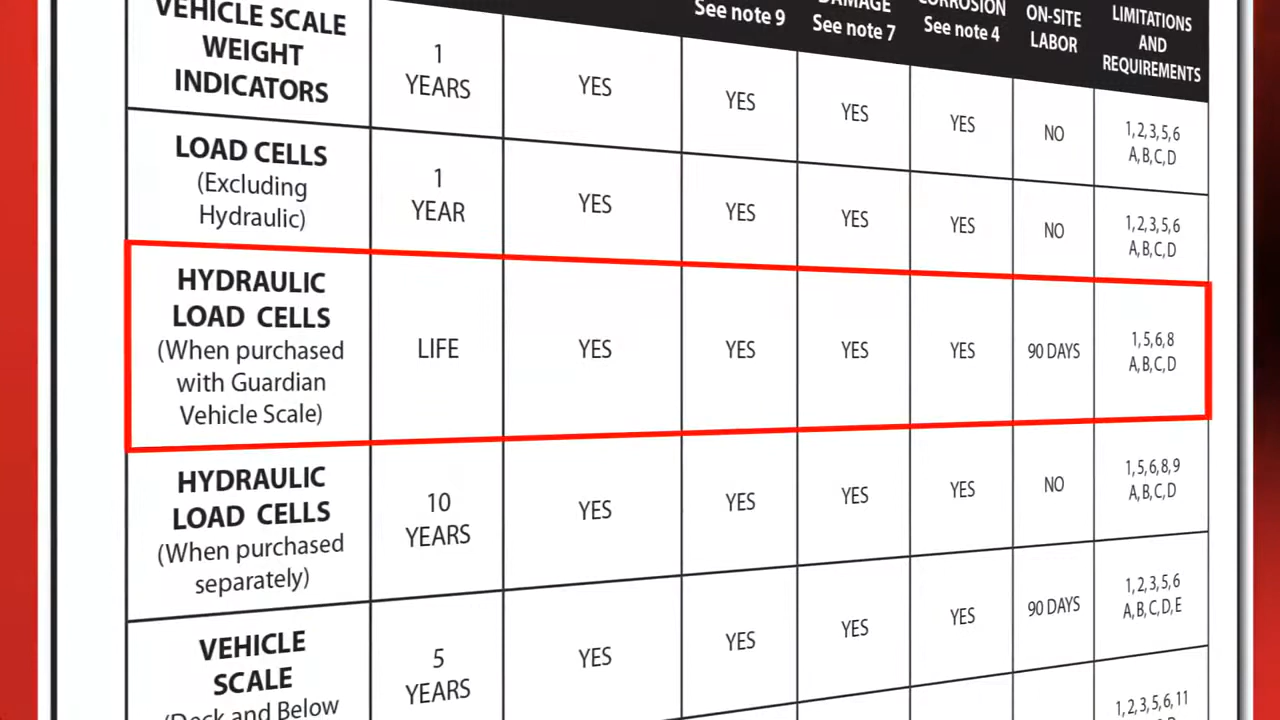 See note 9
DAMAGE
See note 7
CORROSION
See note 4
ON-SITE
LABOR
LIMITATIONS
AND
REQUIREMENTS
VEHICLE SCALE
WEIGHT
INDICATORS
1
YEARS
YES
YES
YES
YES
NO
1, 2, 3, 5, 6
A, B, C, D
LOAD CELLS
(Excluding
Hydraulic)
1
YEAR
YES
YES
YES
YES
NO
1, 2, 3, 5, 6
A, B, C, D
HYDRAULIC
LOAD CELLS
(When purchased
with Guardian
Vehicle Scale)
LIFE
YES
YES
YES
YES
90 DAYS
1, 5, 6, 8
A, B, C, D
HYDRAULIC
LOAD CELLS
(When purchased
separately)
10
YEARS
YES
YES
YES
YES
NO
1, 5, 6, 8, 9
A, B, C, D
VEHICLE
SCALE
(Deck and Below
5
YEARS
YES
YES
YES
YES
90 DAYS
1, 2, 3, 5, 6
A, B, C, D, E
1, 2, 3, 5, 6, 11